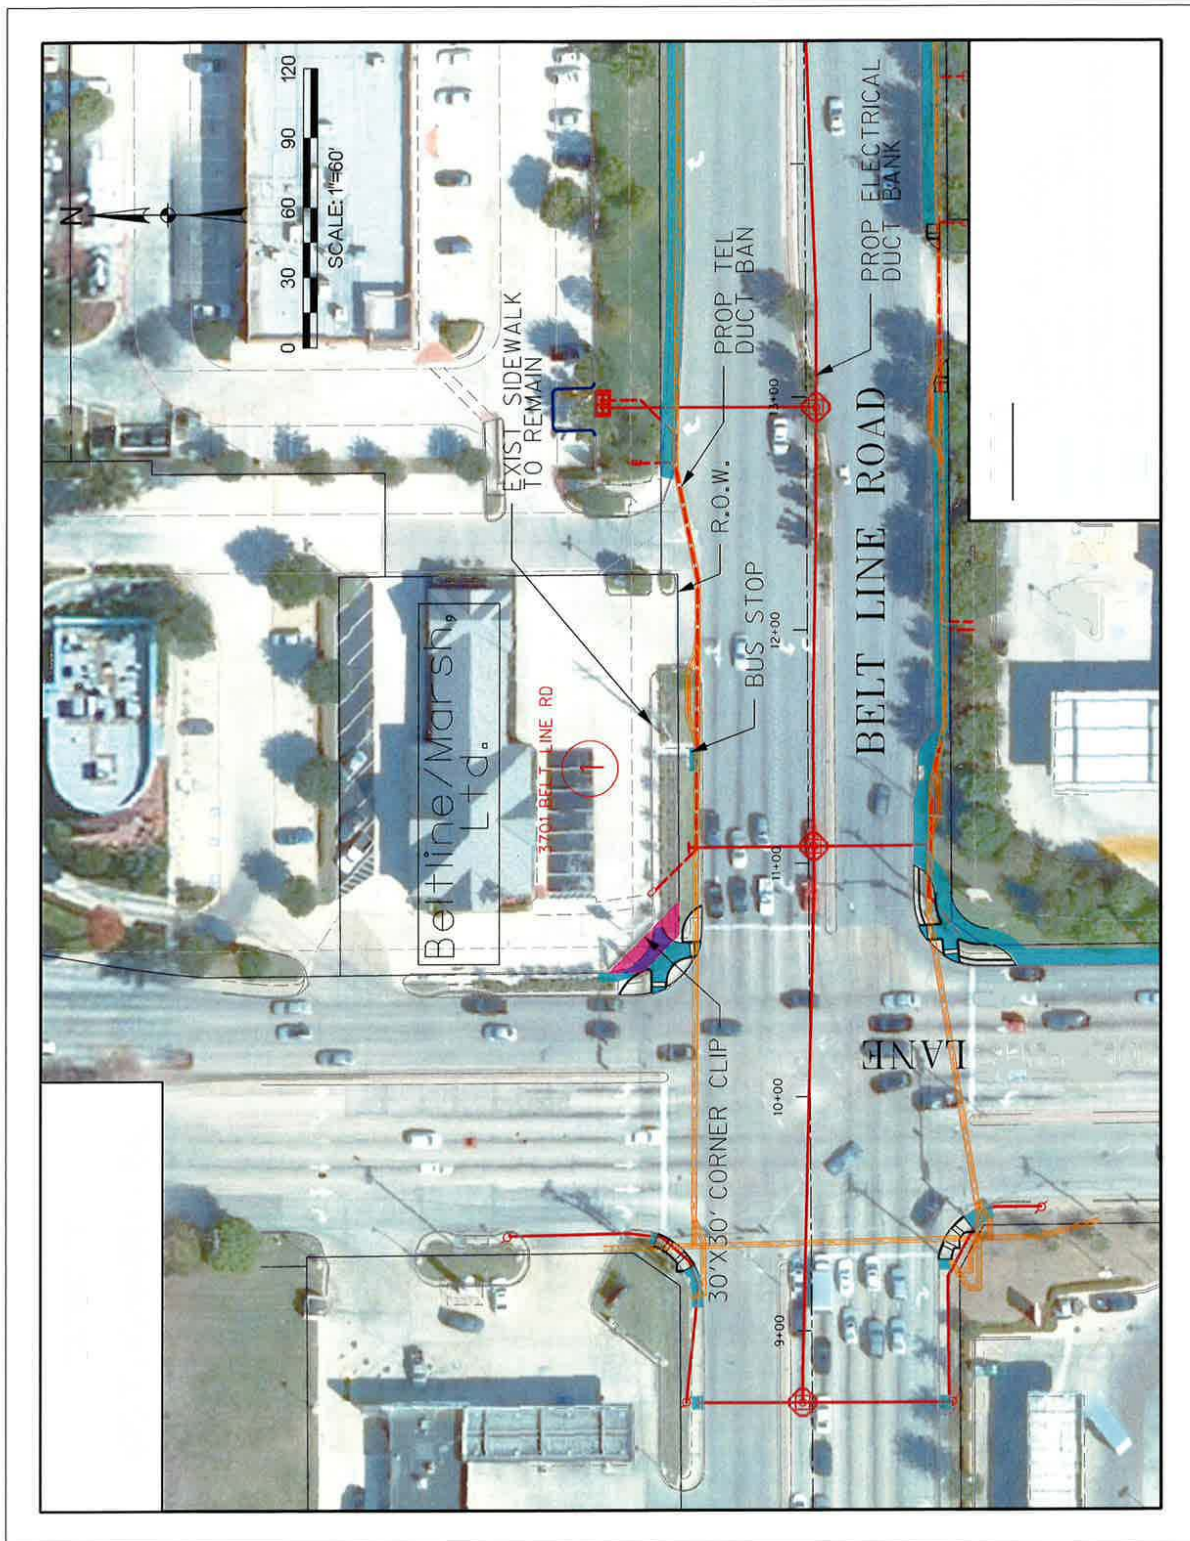 N
0 30 60 90 120
SCALE: 1"=60'
EXIST SIDEWALK
TO REMAIN
PROP TEL
DUCT BAN
R.O.W.
BUS STOP
PROP ELECTRICAL
DUCT BANK
Beltline/Marsh,
Ltd.
3701 BELT LINE RD
1
BELT LINE ROAD
LANE
30'X30' CORNER CLIP
9+00
10+00
11+00
12+00
13+00